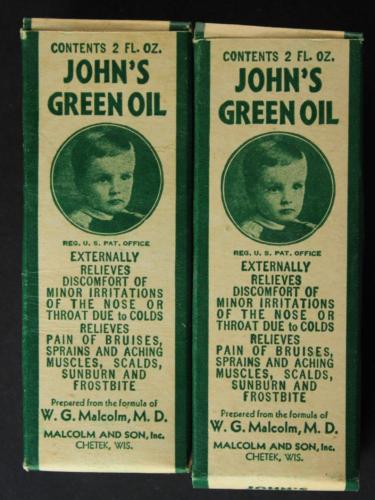 CONTENTS 2 FL. OZ.
JOHN'S
GREEN OIL
REG. U. S. PAT. OFFICE
EXTERNALLY
RELIEVES
DISCOMFORT OF
MINOR IRRITATIONS
OF THE NOSE OR
THROAT DUE to COLDS
RELIEVES
PAIN OF BRUISES,
SPRAINS AND ACHING
MUSCLES, SCALDS,
SUNBURN AND
FROSTBITE
Prepared from the formula of
W. G. Malcolm, M. D.
MALCOLM AND SON, Inc.
CHETEK, WIS.
CONTENTS 2 FL. OZ.
JOHN'S
GREEN OIL
REG. U. S. PAT. OFFICE
EXTERNALLY
RELIEVES
DISCOMFORT OF
MINOR IRRITATIONS
OF THE NOSE OR
THROAT DUE to COLDS
RELIEVES
PAIN OF BRUISES,
SPRAINS AND ACHING
MUSCLES, SCALDS,
SUNBURN AND
FROSTBITE
Prepared from the formula of
W. G. Malcolm, M. D.
MALCOLM AND SON, Inc.
CHETEK, WIS.
JOHN'S